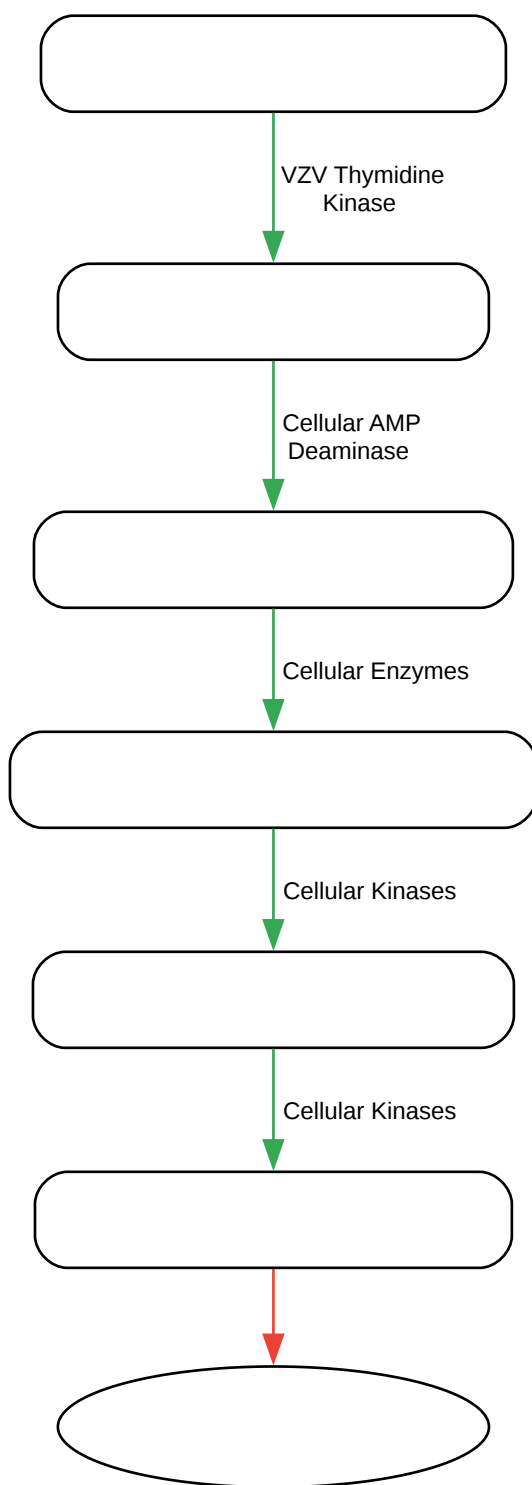 VZV Thymidine
Kinase
Cellular AMP
Deaminase
Cellular Enzymes
Cellular Kinases
Cellular Kinases